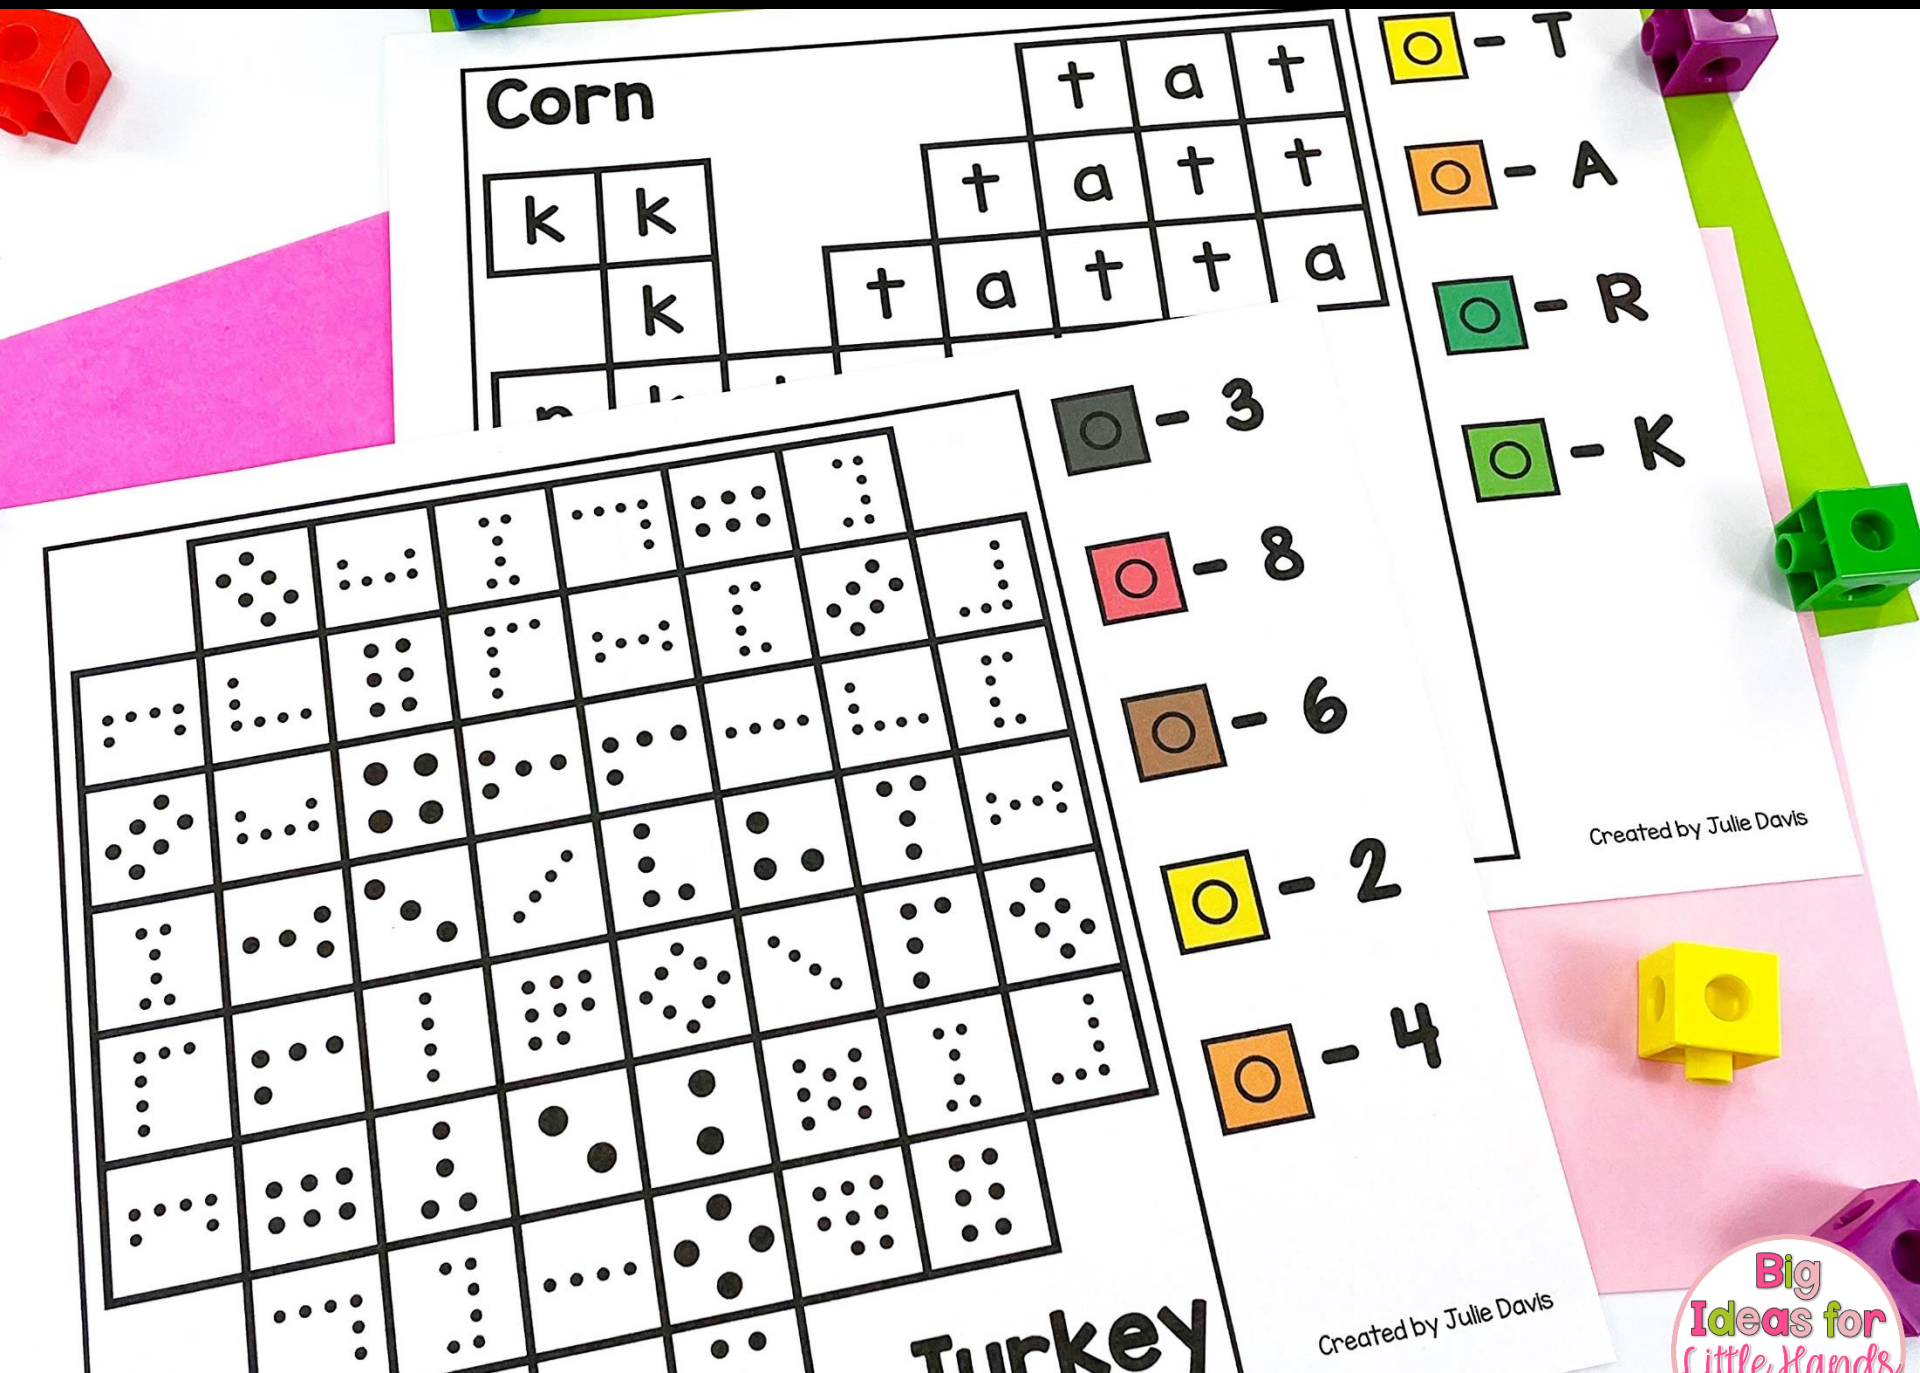 Corn
t a t
k k t a t t
k t a t t a
- T
- A
- R
- K
- 3
- 8
- 6
- 2
- 4
Turkey
Created by Julie Davis
Created by Julie Davis
Big
Ideas for
Little Hands